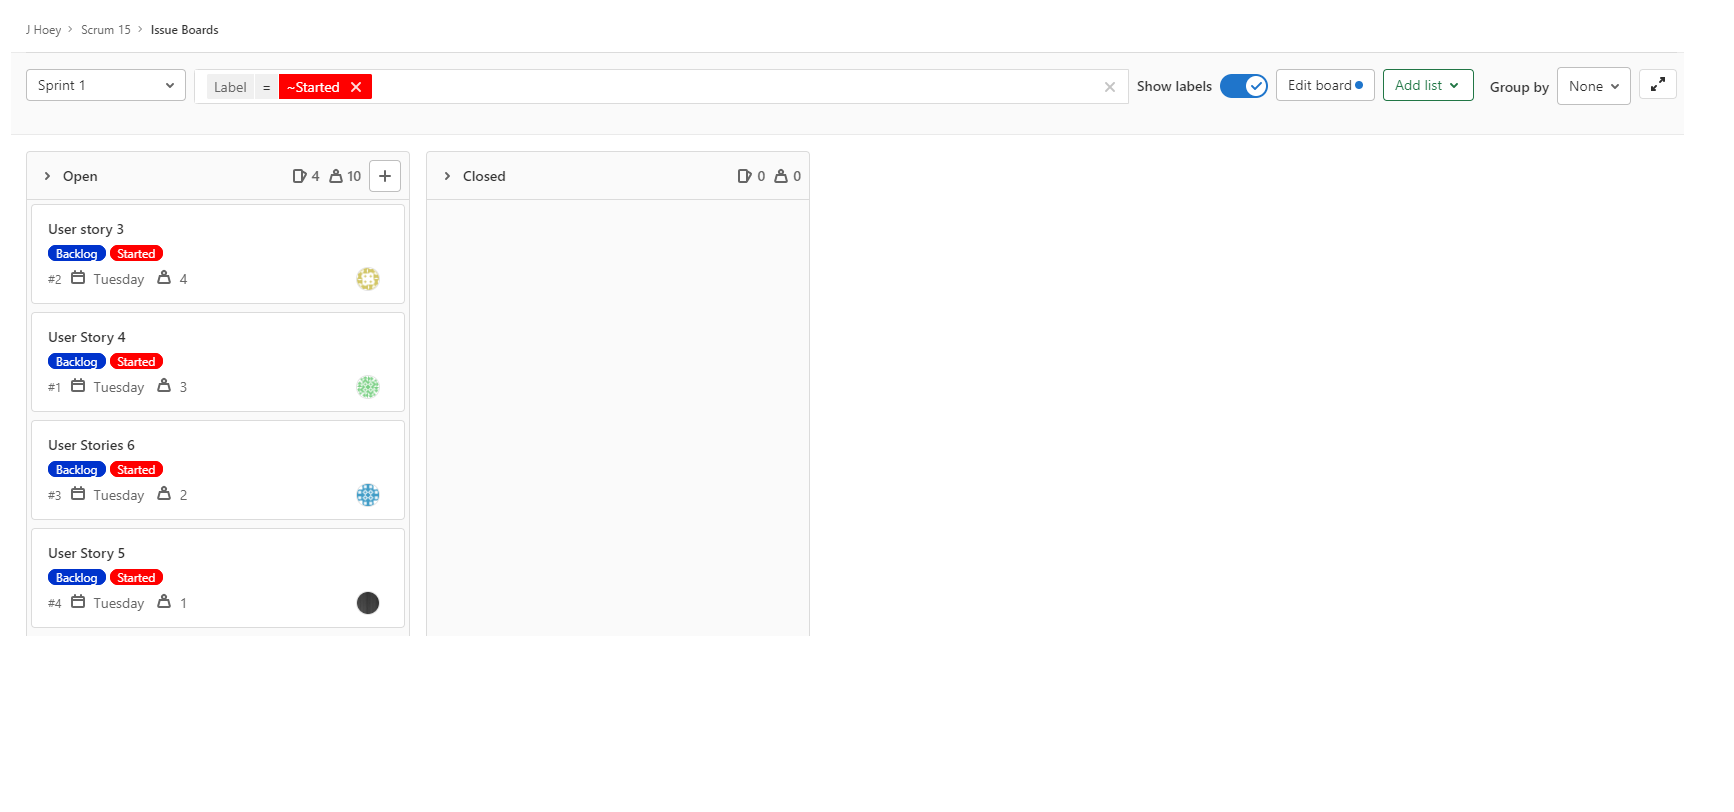 J Hoey > Scrum 15 > Issue Boards
Sprint 1 Label = ~Started Show labels Edit board Add list Group by None
Open 4 10
Closed 0 0
User story 3
Backlog Started
#2 Tuesday 4
User Story 4
Backlog Started
#1 Tuesday 3
User Stories 6
Backlog Started
#3 Tuesday 2
User Story 5
Backlog Started
#4 Tuesday 1